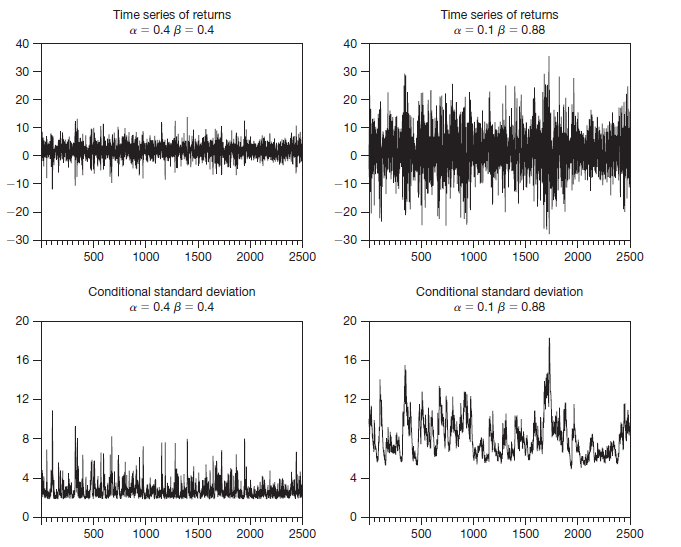 Time series of returns
α = 0.4 β = 0.4
40
30
20
10
0
−10
−20
−30
500 1000 1500 2000 2500
Time series of returns
α = 0.1 β = 0.88
40
30
20
10
0
−10
−20
−30
500 1000 1500 2000 2500
Conditional standard deviation
α = 0.4 β = 0.4
20
16
12
8
4
0
500 1000 1500 2000 2500
Conditional standard deviation
α = 0.1 β = 0.88
20
16
12
8
4
0
500 1000 1500 2000 2500